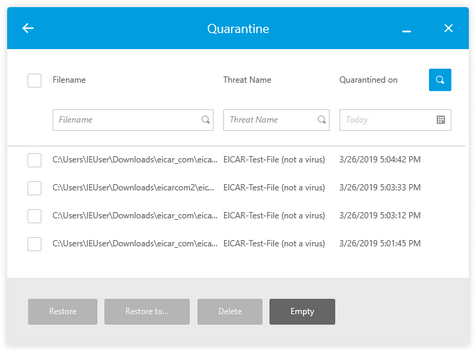 Quarantine
Filename Threat Name Quarantined on
Filename Threat Name Today
C:\Users\IEUser\Downloads\eicar_com\eica... EICAR-Test-File (not a virus) 3/26/2019 5:04:42 PM
C:\Users\IEUser\Downloads\eicarcom2\eic... EICAR-Test-File (not a virus) 3/26/2019 5:03:33 PM
C:\Users\IEUser\Downloads\eicar_com\eica... EICAR-Test-File (not a virus) 3/26/2019 5:03:12 PM
C:\Users\IEUser\Downloads\eicar_com\eica... EICAR-Test-File (not a virus) 3/26/2019 5:01:45 PM
Restore Restore to... Delete Empty